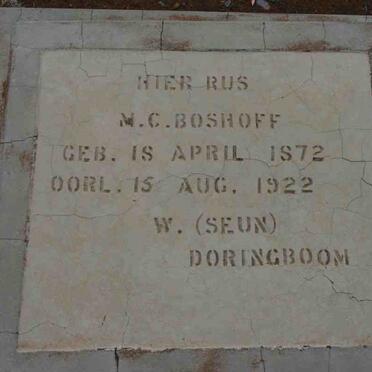 HIER RUS
M.C. BOSHOFF
GEB. 18 APRIL 1872
OORL. 15 AUG. 1922
W. (SEUN)
DORINGBOOM